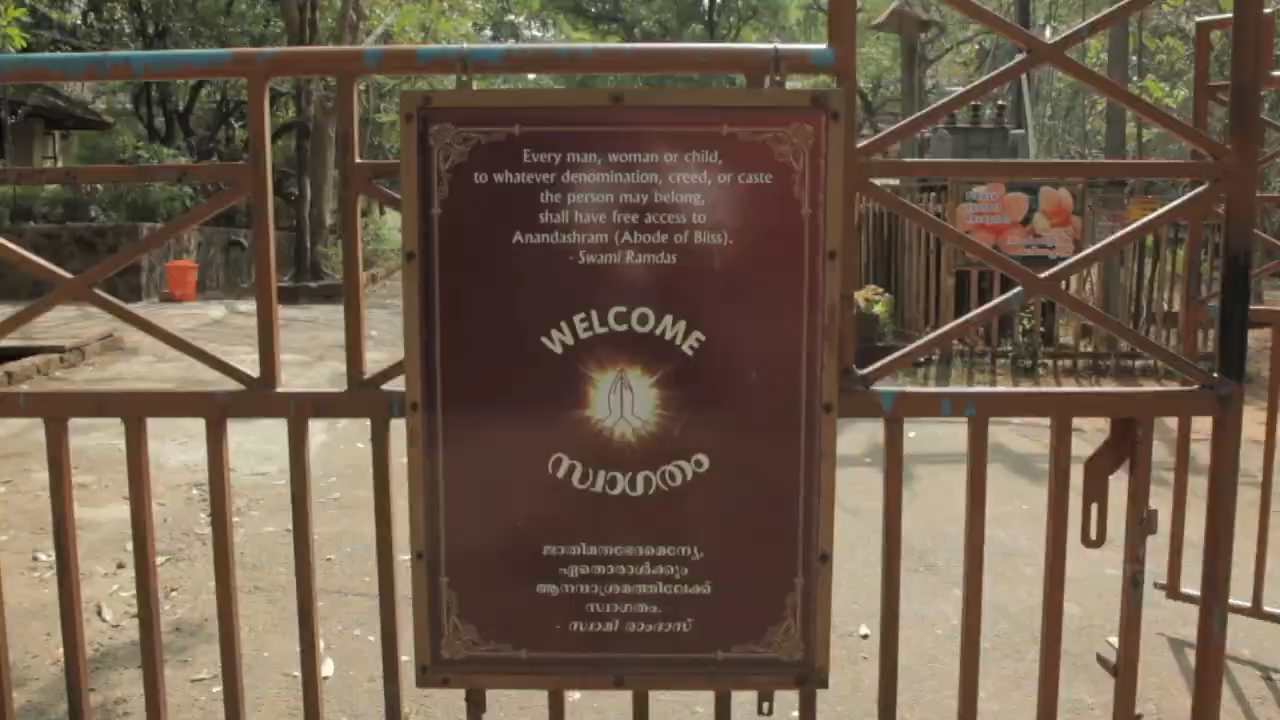 Every man, woman or child,
to whatever denomination, creed, or caste
the person may belong,
shall have free access to
Anandashram (Abode of Bliss).
- Swami Ramdas
WELCOME
സ്വാഗതം
ജാതിമതഭേദമെന്യേ,
ഏതൊരാൾക്കും
ആനന്ദാശ്രമത്തിലേക്ക്
സ്വാഗതം.
- സ്വാമി രാംദാസ്